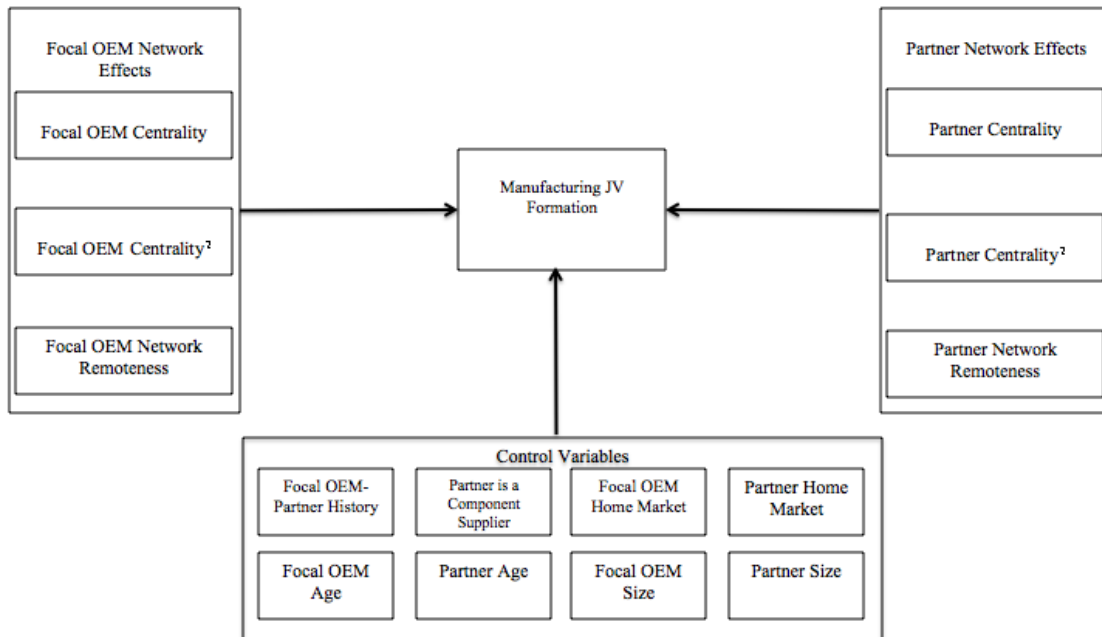 Focal OEM Network
Effects
Focal OEM Centrality
Focal OEM Centrality²
Focal OEM Network
Remoteness
Manufacturing JV
Formation
Partner Network Effects
Partner Centrality
Partner Centrality²
Partner Network
Remoteness
Control Variables
Focal OEM-
Partner History
Partner is a
Component
Supplier
Focal OEM
Home Market
Partner Home
Market
Focal OEM
Age
Partner Age
Focal OEM
Size
Partner Size